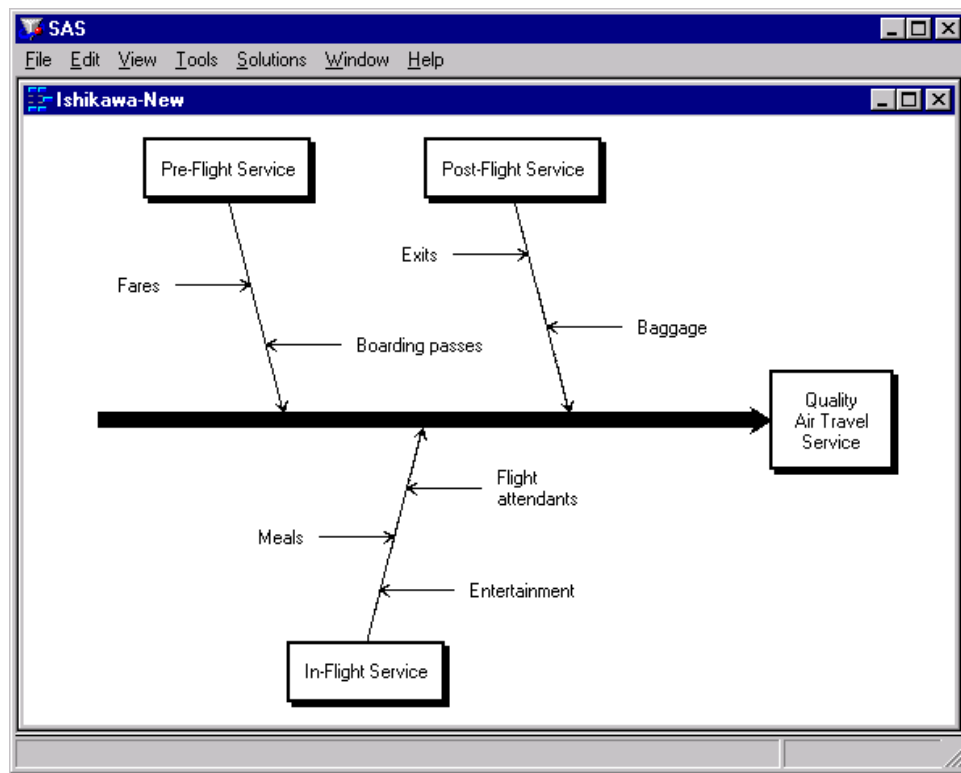 SAS
File Edit View Tools Solutions Window Help
Ishikawa-New
Pre-Flight Service
Post-Flight Service
Exits
Fares
Baggage
Boarding passes
Quality
Air Travel
Service
Flight
attendants
Meals
Entertainment
In-Flight Service